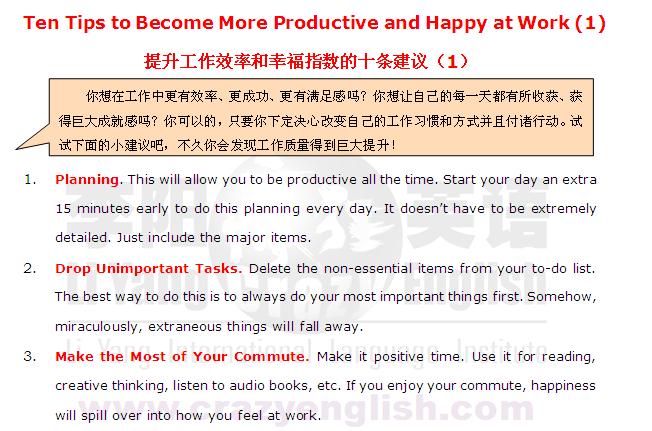 Ten Tips to Become More Productive and Happy at Work (1)
提升工作效率和幸福指数的十条建议（1）
你想在工作中更有效率、更成功、更有满足感吗？你想让自己的每一天都有所收获、获
得巨大成就感吗？你可以的，只要你下定决心改变自己的工作习惯和方式并且付诸行动。试
试下面的小建议吧，不久你会发现工作质量得到巨大提升！
1. Planning. This will allow you to be productive all the time. Start your day an extra
15 minutes early to do this planning every day. It doesn’t have to be extremely
detailed. Just include the major items.
2. Drop Unimportant Tasks. Delete the non-essential items from your to-do list.
The best way to do this is to always do your most important things first. Somehow,
miraculously, extraneous things will fall away.
3. Make the Most of Your Commute. Make it positive time. Use it for reading,
creative thinking, listen to audio books, etc. If you enjoy your commute, happiness
will spill over into how you feel at work.
李阳 英语
Li Yang English
Li Yang International Language Institute
www.crazyenglish.com